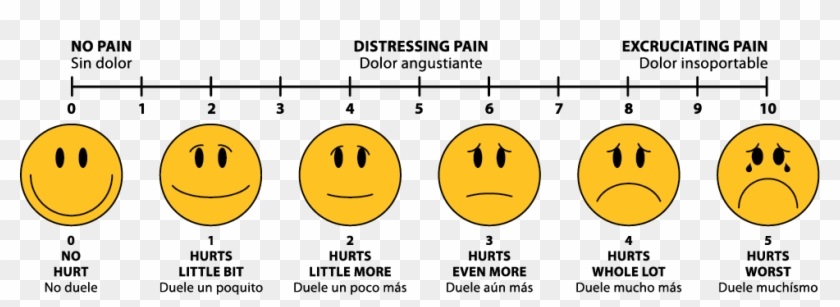 NO PAIN DISTRESSING PAIN EXCRUCIATING PAIN
Sin dolor Dolor angustiante Dolor insoportable
0 1 2 3 4 5 6 7 8 9 10
0 1 2 3 4 5
NO HURTS HURTS HURTS HURTS HURTS
HURT LITTLE BIT LITTLE MORE EVEN MORE WHOLE LOT WORST
No duele Duele un poquito Duele un poco más Duele aún más Duele mucho más Duele muchísmo